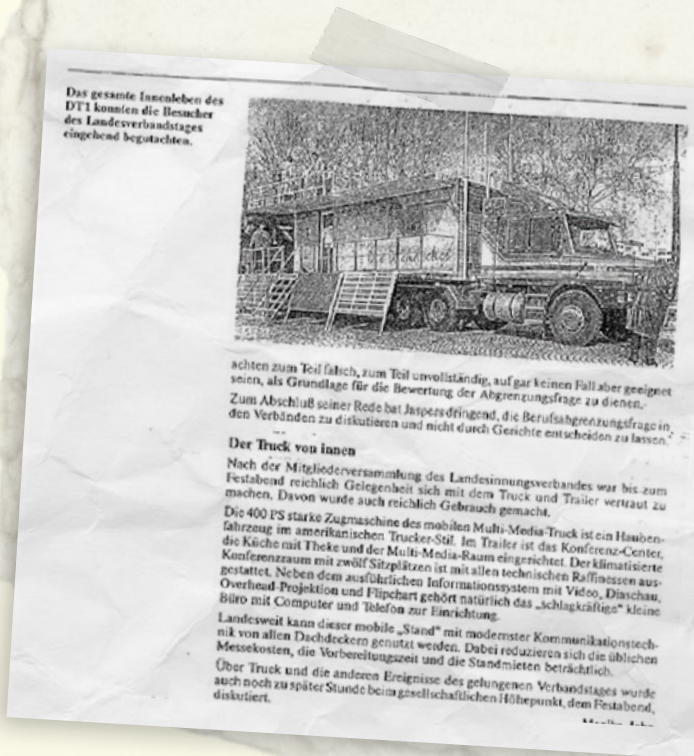 Das gesamte Innenleben des
DT1 konnten die Besucher
des Landesverbandstages
eingehend begutachten.
achten zum Teil falsch, zum Teil unvollständig, auf gar keinen Fall aber geeignet
seien, als Grundlage für die Bewertung der Abgrenzungsfrage zu dienen.
Zum Abschluß seiner Rede bat Jaspers dringend, die Berufsabgrenzungsfrage in
den Verbänden zu diskutieren und nicht durch Gerichte entscheiden zu lassen.
Der Truck von innen
Nach der Mitgliederversammlung des Landesinnungsverbandes war bis zum
Festabend reichlich Gelegenheit sich mit dem Truck und Trailer vertraut zu
machen. Davon wurde auch reichlich Gebrauch gemacht.
Die 400 PS starke Zugmaschine des mobilen Multi-Media-Truck ist ein Hauben-
fahrzeug im amerikanischen Trucker-Stil. Im Trailer ist das Konferenz-Center,
die Küche mit Theke und der Multi-Media-Raum eingerichtet. Der klimatisierte
Konferenzraum mit zwölf Sitzplätzen ist mit allen technischen Raffinessen aus-
gestattet. Neben dem ausführlichen Informationssystem mit Video, Diaschau,
Overhead-Projektion und Flipchart gehört natürlich das „schlagkräftige" kleine
Büro mit Computer und Telefon zur Einrichtung.
Landesweit kann dieser mobile „Stand" mit modernster Kommunikationstech-
nik von allen Dachdeckern genutzt werden. Dabei reduzieren sich die üblichen
Messekosten, die Vorbereitungszeit und die Standmieten beträchtlich.
Über Truck und die anderen Ereignisse des gelungenen Verbandstages wurde
auch noch zu später Stunde beim gesellschaftlichen Höhepunkt, dem Festabend,
diskutiert.